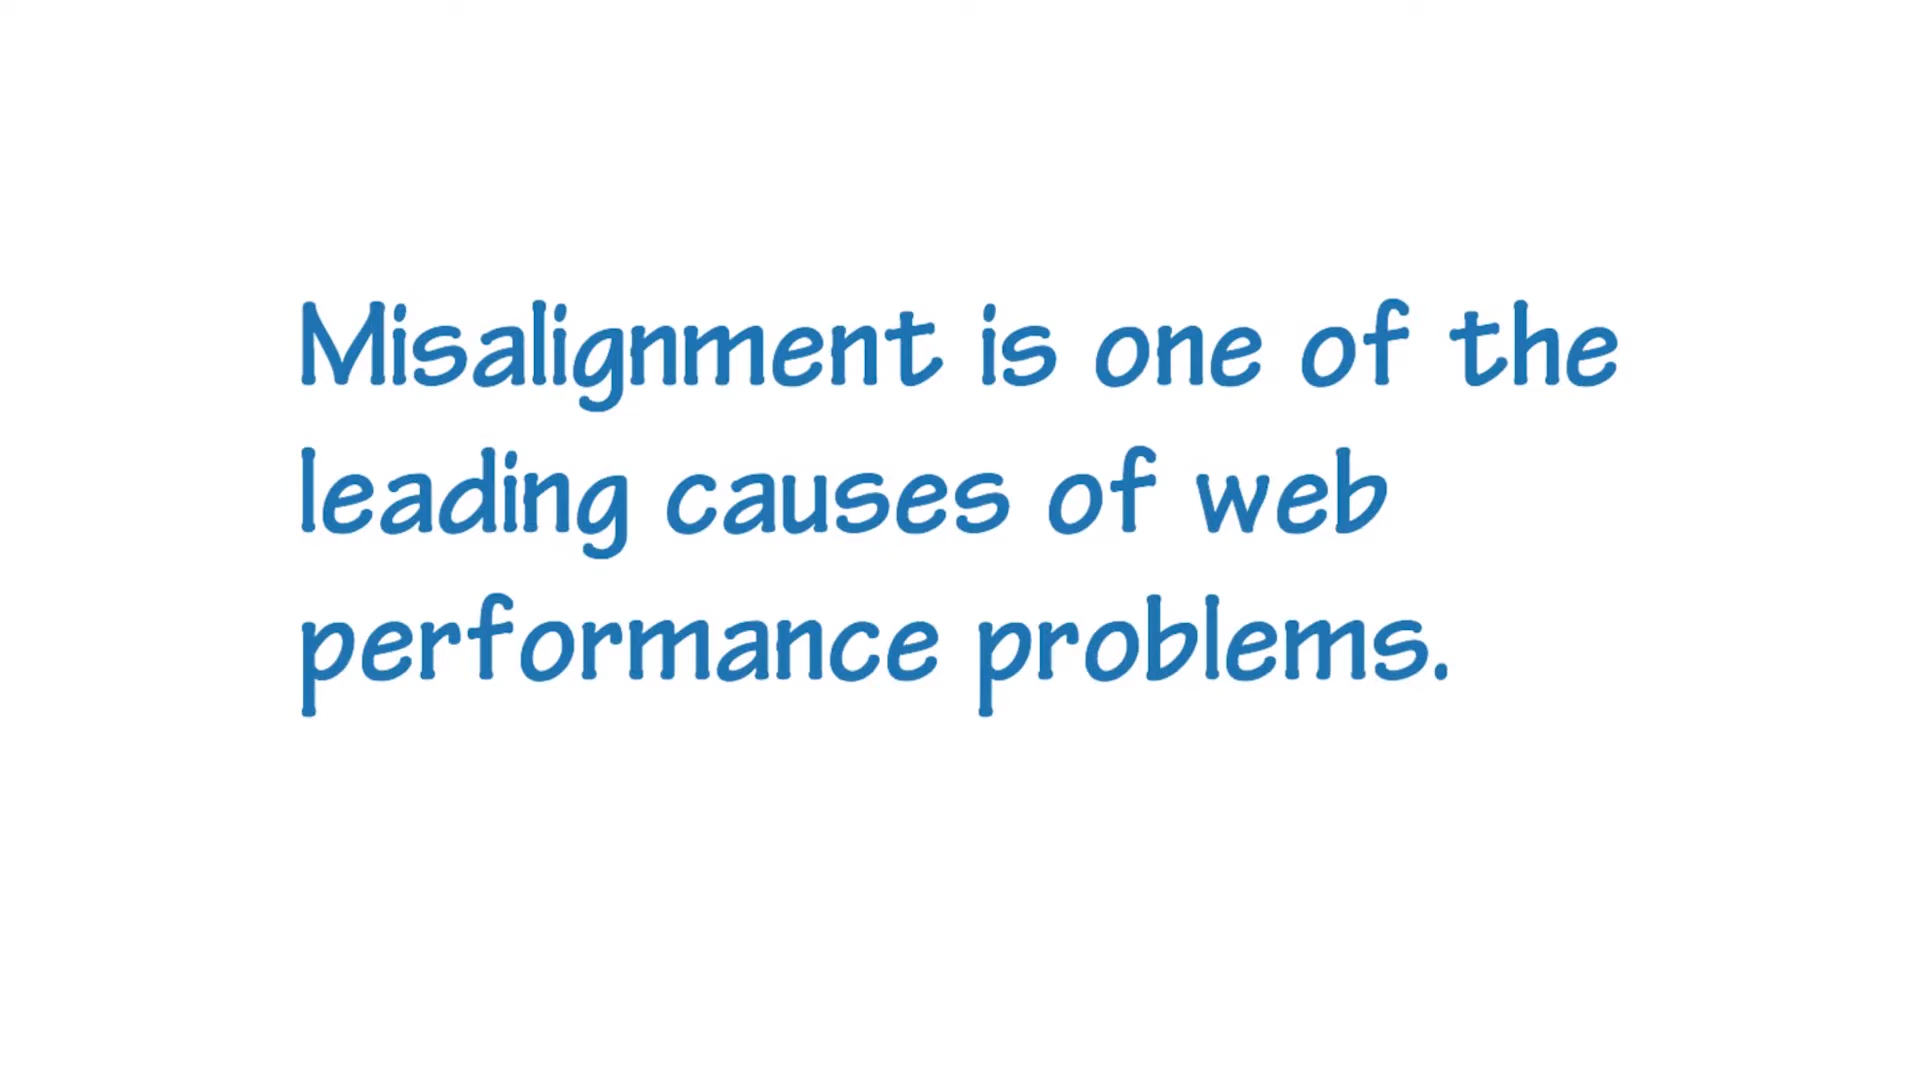 Misalignment is one of the
leading causes of web
performance problems.